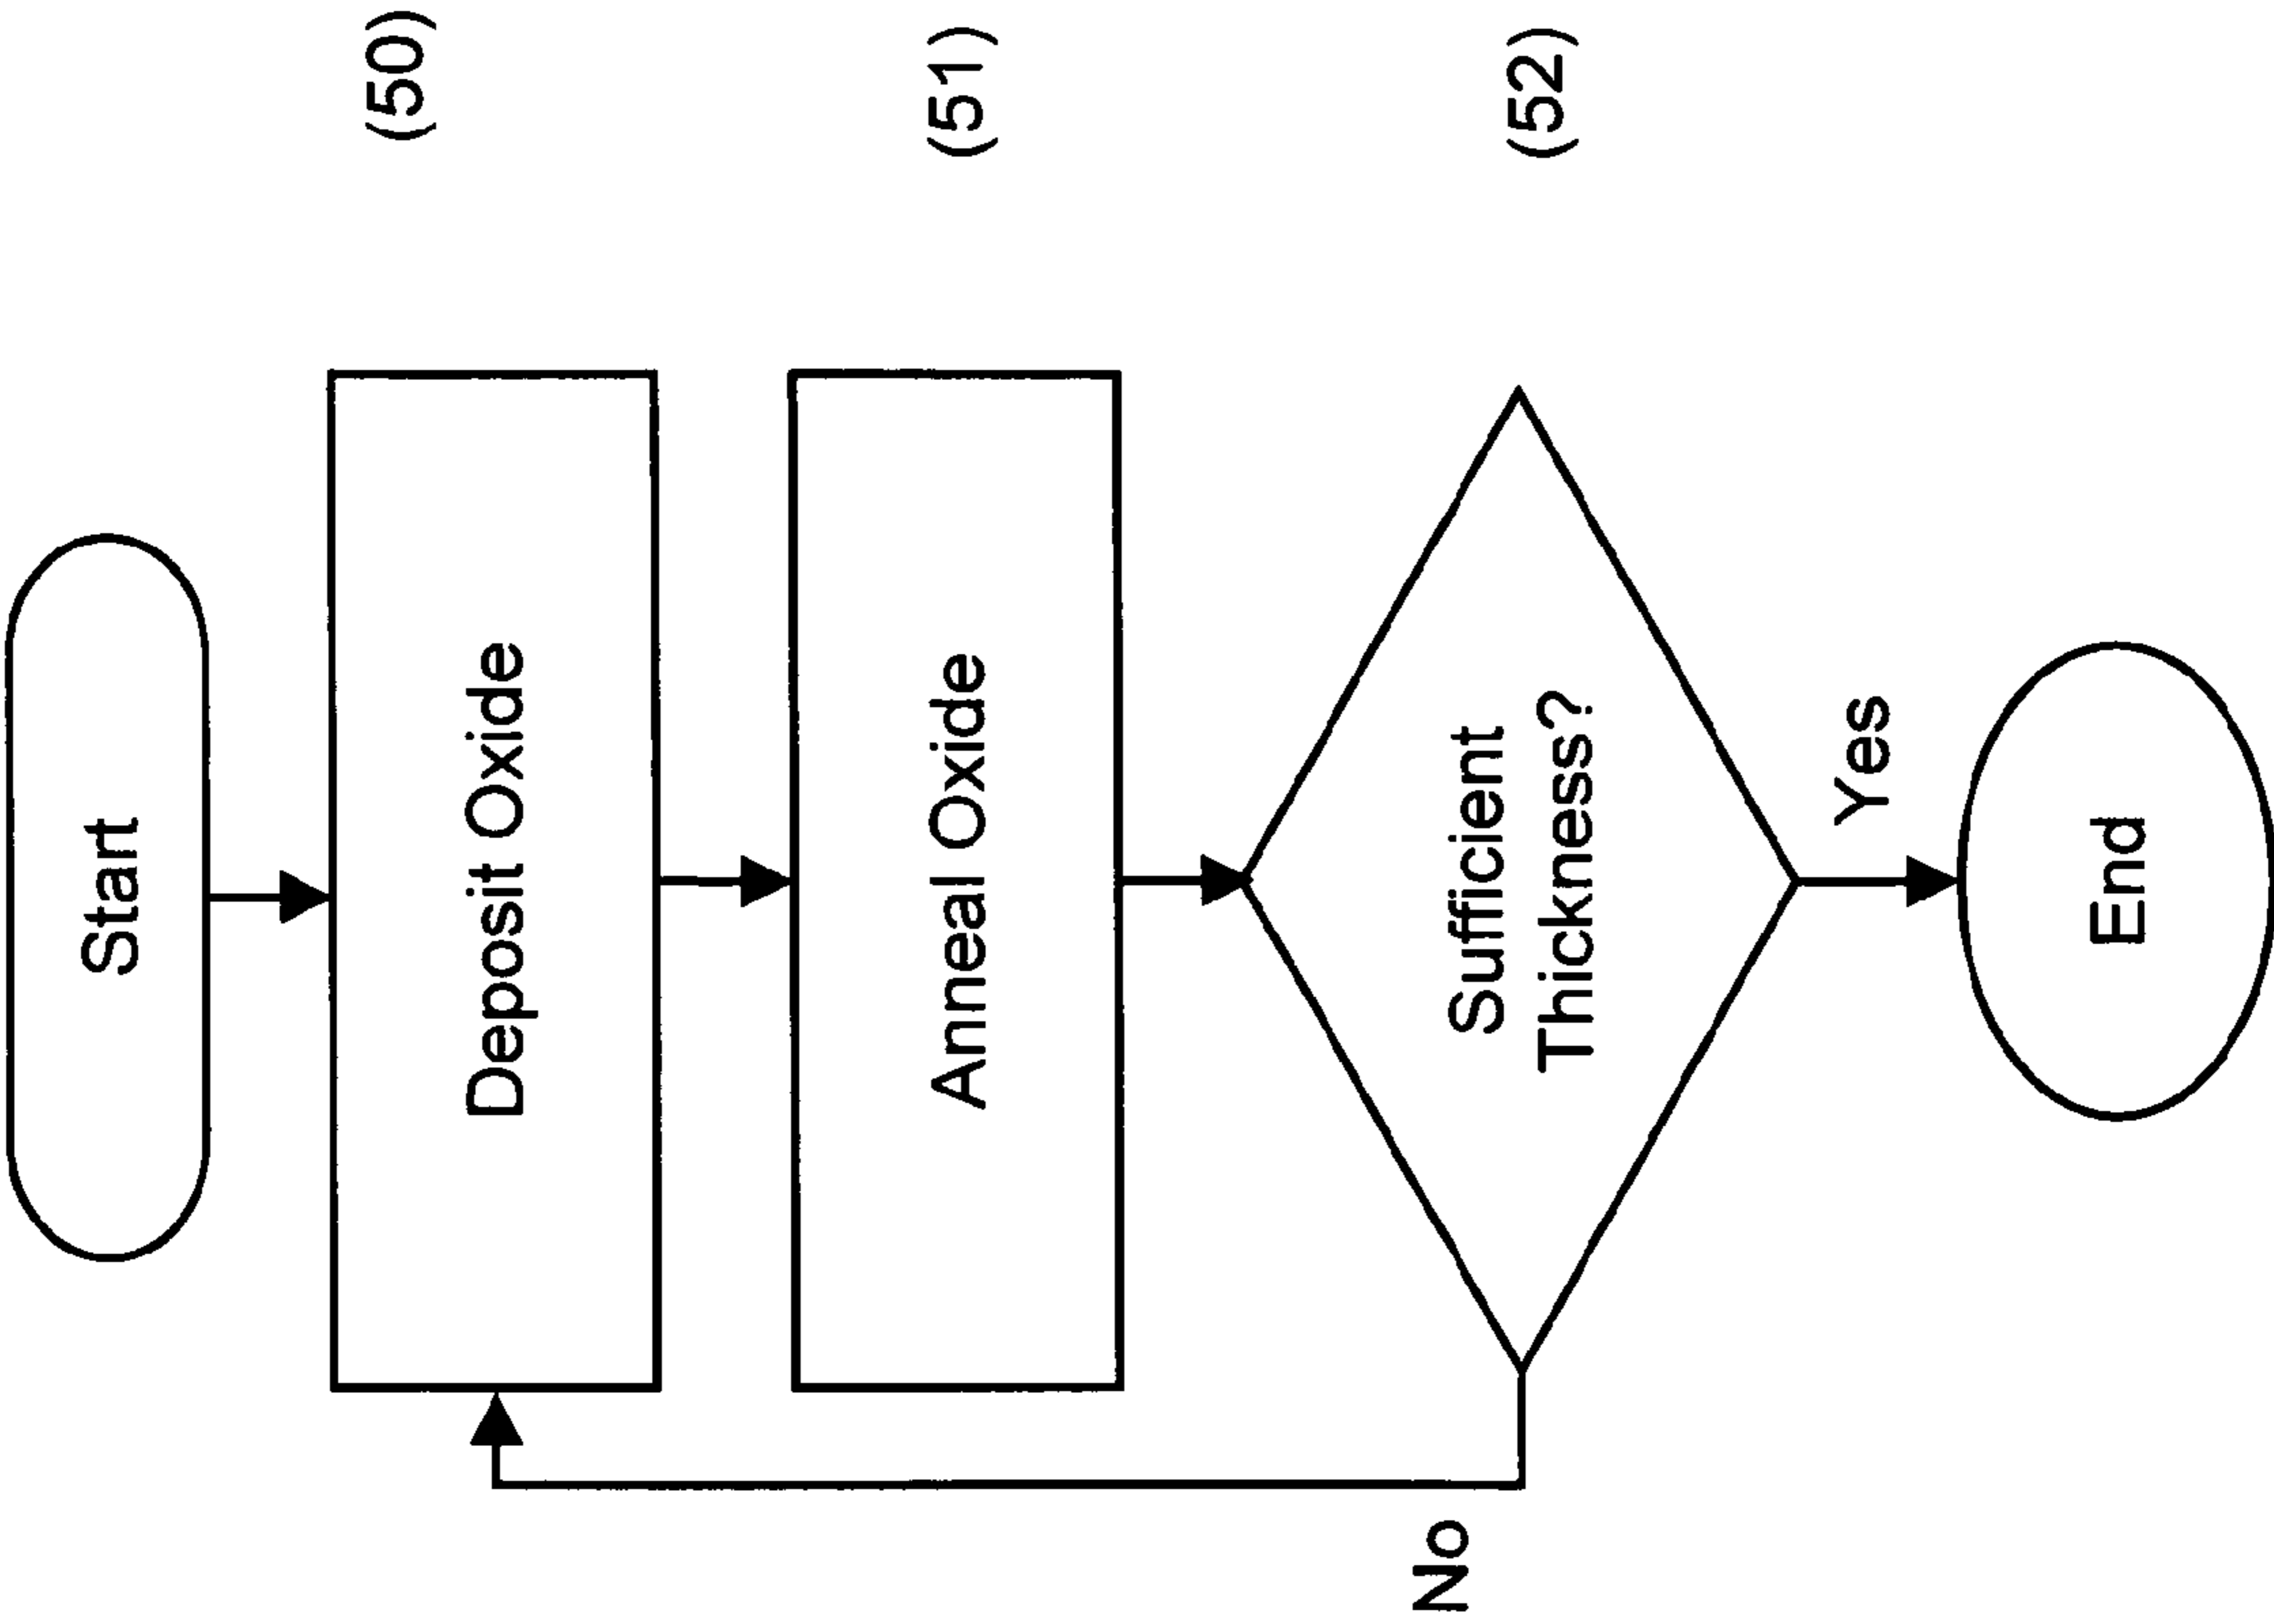 Start
Deposit Oxide
(50)
Anneal Oxide
(51)
Sufficient
Thickness?
(52)
No
Yes
End